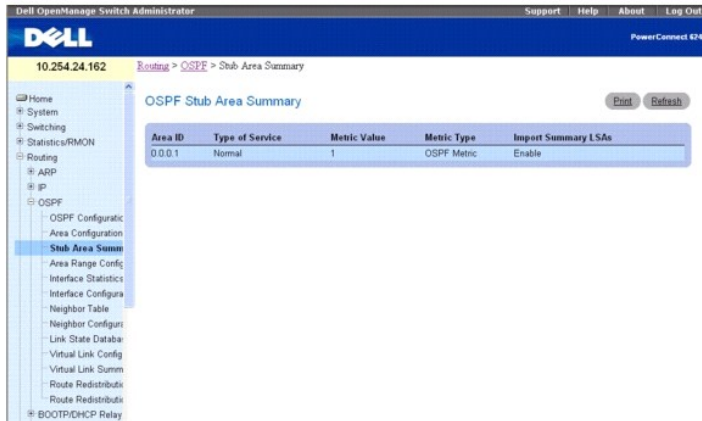 Dell OpenManage Switch Administrator Support Help About Log Out
DELL
PowerConnect 624
10.254.24.162
Routing > OSPF > Stub Area Summary
Home
System
Switching
Statistics/RMON
Routing
ARP
IP
OSPF
OSPF Configuratic
Area Configuration
Stub Area Summ
Area Range Config
Interface Statistics
Interface Configura
Neighbor Table
Neighbor Configura
Link State Databa
Virtual Link Config
Virtual Link Summ
Route Redistributic
Route Redistributic
BOOTP/DHCP Relay
OSPF Stub Area Summary
Print Refresh
Area ID Type of Service Metric Value Metric Type Import Summary LSAs
0.0.0.1 Normal 1 OSPF Metric Enable